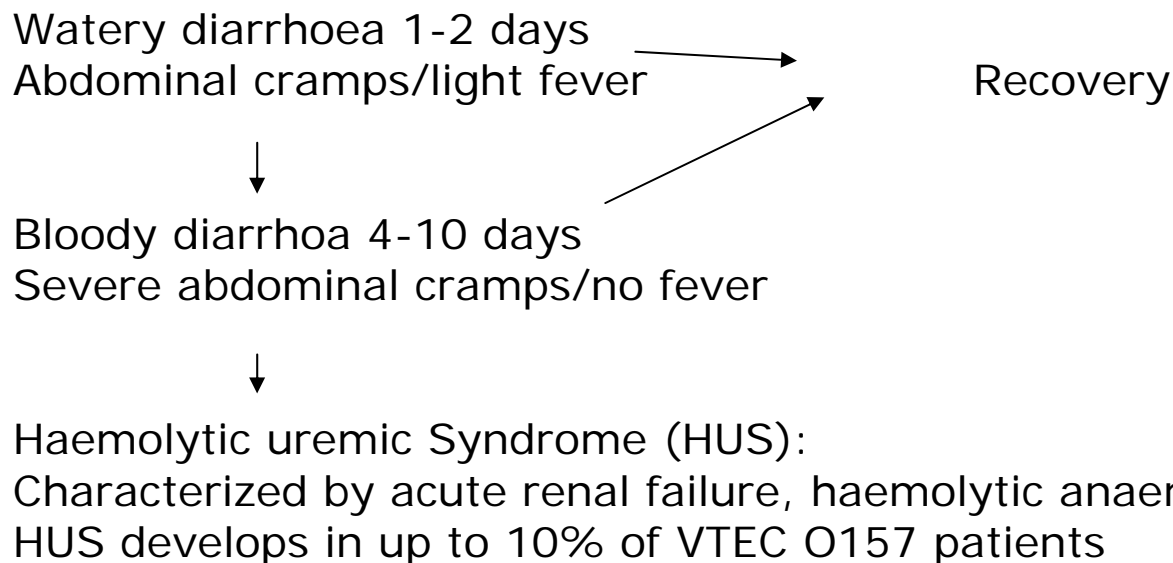 Watery diarrhoea 1-2 days
Abdominal cramps/light fever Recovery
Bloody diarrhoa 4-10 days
Severe abdominal cramps/no fever
Haemolytic uremic Syndrome (HUS):
Characterized by acute renal failure, haemolytic
HUS develops in up to 10% of VTEC O157 patients